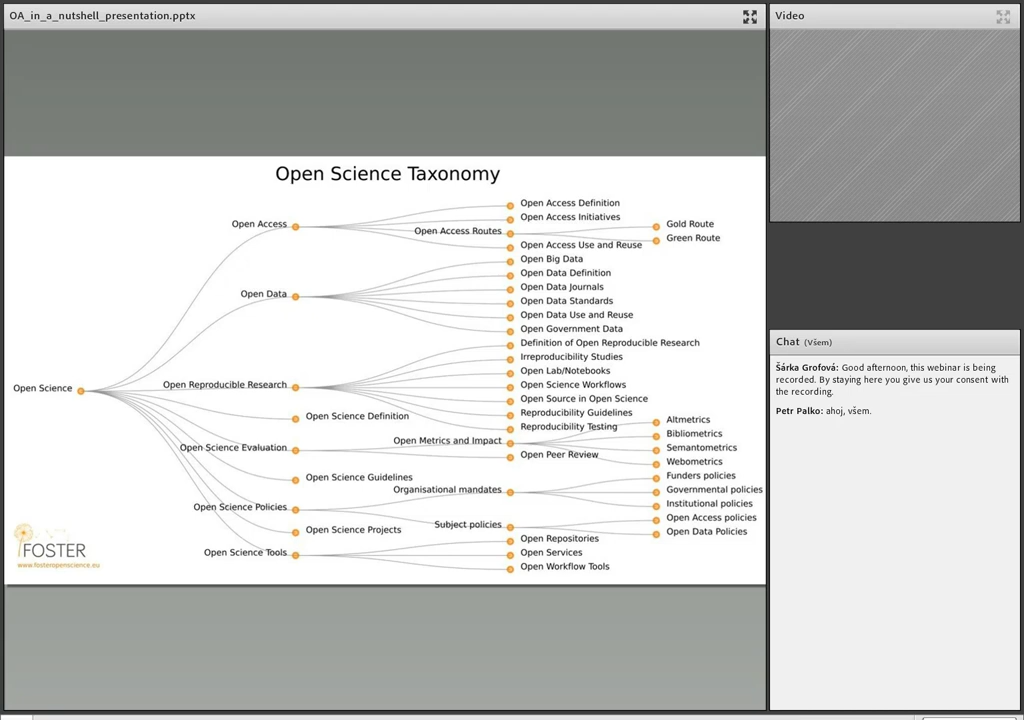 OA_in_a_nutshell_presentation.pptx
Open Science Taxonomy
Open Science
Open Access
Open Access Definition
Open Access Initiatives
Open Access Routes
Gold Route
Green Route
Open Access Use and Reuse
Open Data
Open Big Data
Open Data Definition
Open Data Journals
Open Data Standards
Open Data Use and Reuse
Open Government Data
Open Reproducible Research
Definition of Open Reproducible Research
Irreproducibility Studies
Open Lab/Notebooks
Open Science Workflows
Open Source in Open Science
Reproducibility Guidelines
Reproducibility Testing
Open Science Definition
Open Science Evaluation
Open Metrics and Impact
Altmetrics
Bibliometrics
Semantometrics
Webometrics
Open Peer Review
Open Science Guidelines
Open Science Policies
Organisational mandates
Funders policies
Governmental policies
Institutional policies
Subject policies
Open Access policies
Open Data Policies
Open Science Projects
Open Science Tools
Open Repositories
Open Services
Open Workflow Tools
FOSTER
www.fosteropenscience.eu
Video
Chat (Všem)
Šárka Grofová: Good afternoon, this webinar is being
recorded. By staying here you give us your consent with
the recording.
Petr Palko: ahoj, všem.